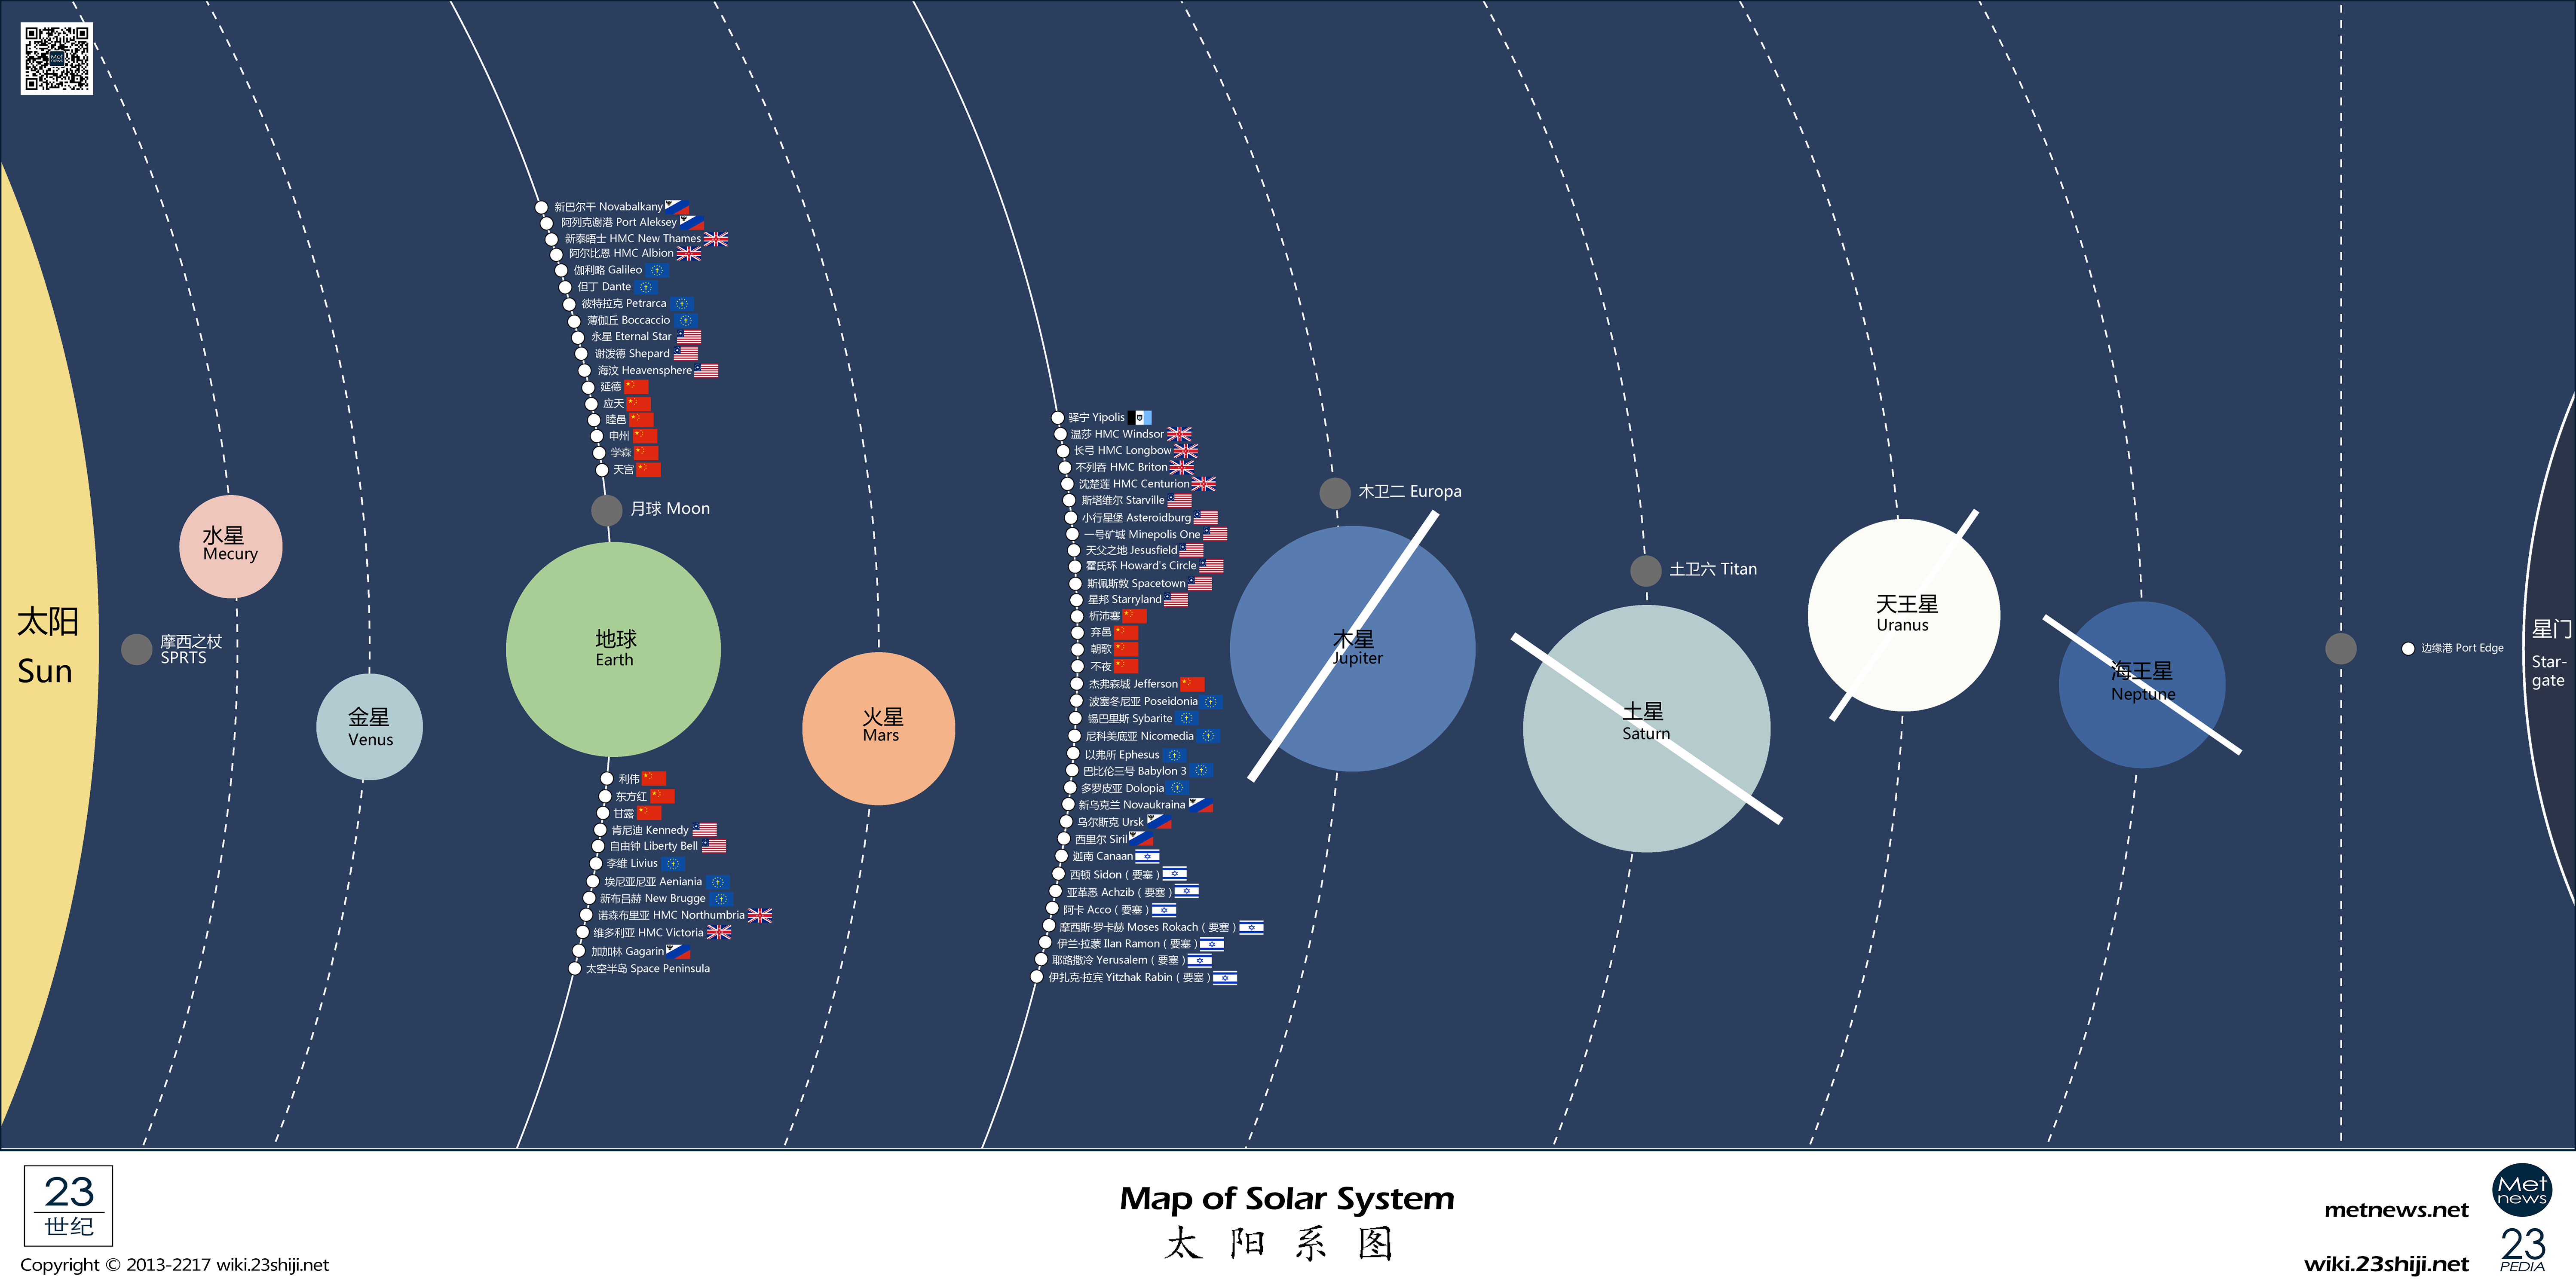 Met
news
太阳
Sun
摩西之杖
SPRTS
水星
Mecury
金星
Venus
新巴尔干 Novabalkany
阿列克谢港 Port Aleksey
新泰晤士 HMC New Thames
阿尔比恩 HMC Albion
伽利略 Galileo
但丁 Dante
彼特拉克 Petrarca
薄伽丘 Boccaccio
永星 Eternal Star
谢泼德 Shepard
海汶 Heavensphere
延德
应天
睦邑
申州
学森
天宫
月球 Moon
地球
Earth
利伟
东方红
甘露
肯尼迪 Kennedy
自由钟 Liberty Bell
李维 Livius
埃尼亚尼亚 Aeniania
新布吕赫 New Brugge
诺森布里亚 HMC Northumbria
维多利亚 HMC Victoria
加加林 Gagarin
太空半岛 Space Peninsula
火星
Mars
驿宁 Yipolis
温莎 HMC Windsor
长弓 HMC Longbow
不列吞 HMC Briton
沈楚莲 HMC Centurion
斯塔维尔 Starville
小行星堡 Asteroidburg
一号矿城 Minepolis One
天父之地 Jesusfield
霍氏环 Howard's Circle
斯佩斯敦 Spacetown
星邦 Starryland
析沛塞
弃邑
朝歌
不夜
杰弗森城 Jefferson
波塞冬尼亚 Poseidonia
锡巴里斯 Sybarite
尼科美底亚 Nicomedia
以弗所 Ephesus
巴比伦三号 Babylon 3
多罗皮亚 Dolopia
新乌克兰 Novaukraina
乌尔斯克 Ursk
西里尔 Siril
迦南 Canaan
西顿 Sidon（要塞）
亚革悉 Achzib（要塞）
阿卡 Acco（要塞）
摩西斯·罗卡赫 Moses Rokach（要塞）
伊兰·拉蒙 Ilan Ramon（要塞）
耶路撒冷 Yerusalem（要塞）
伊扎克·拉宾 Yitzhak Rabin（要塞）
木卫二 Europa
木星
Jupiter
土卫六 Titan
土星
Saturn
天王星
Uranus
海王星
Neptune
边缘港 Port Edge
星门
Star-
gate
23
世纪
Copyright © 2013-2217 wiki.23shiji.net
Map of Solar System
太阳系图
metnews.net
wiki.23shiji.net
Met
news
23
PEDIA